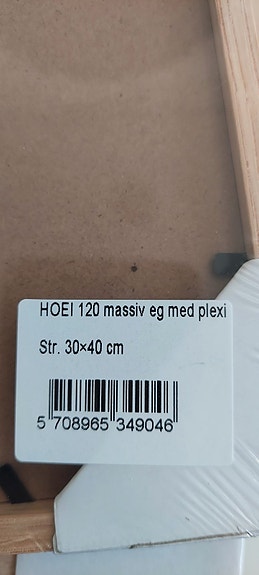 HOEI 120 massiv eg med plexi
Str. 30×40 cm
5 708965 349046